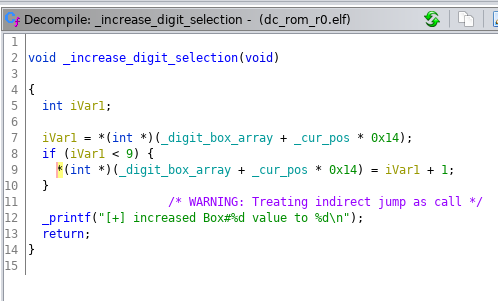 Decompile: _increase_digit_selection - (dc_rom_r0.elf)
1
2 void _increase_digit_selection(void)
3
4 {
5 int iVar1;
6
7 iVar1 = *(int *)(_digit_box_array + _cur_pos * 0x14);
8 if (iVar1 < 9) {
9 *(int *)(_digit_box_array + _cur_pos * 0x14) = iVar1 + 1;
10 }
11 /* WARNING: Treating indirect jump as call */
12 _printf("[+] increased Box#%d value to %d\n");
13 return;
14 }
15